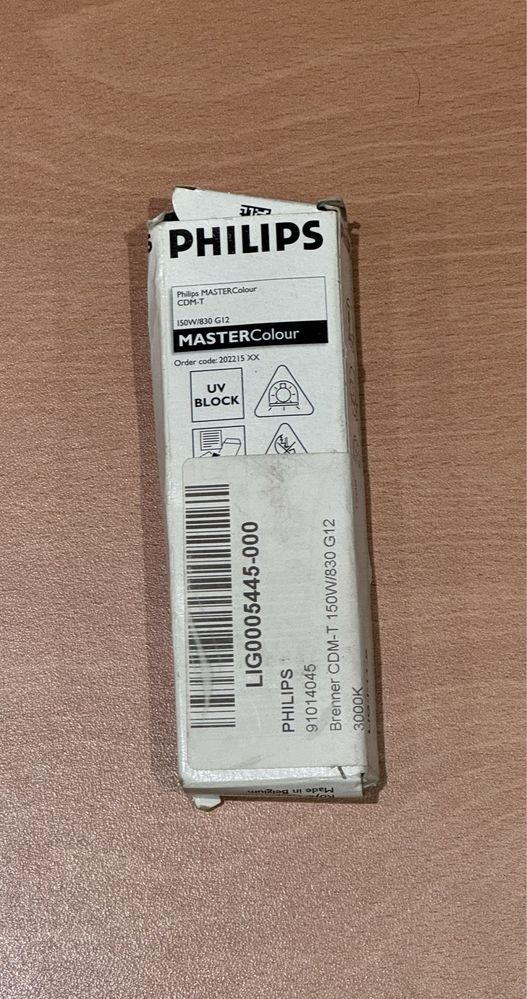 PHILIPS
Philips MASTERColour
CDM-T
150W/830 G12
MASTERColour
Order code: 202215 XX
UV
BLOCK
LIG0005445-000
PHILIPS
91014045
Brenner CDM-T 150W/830 G12
3000K
Made in Belgium